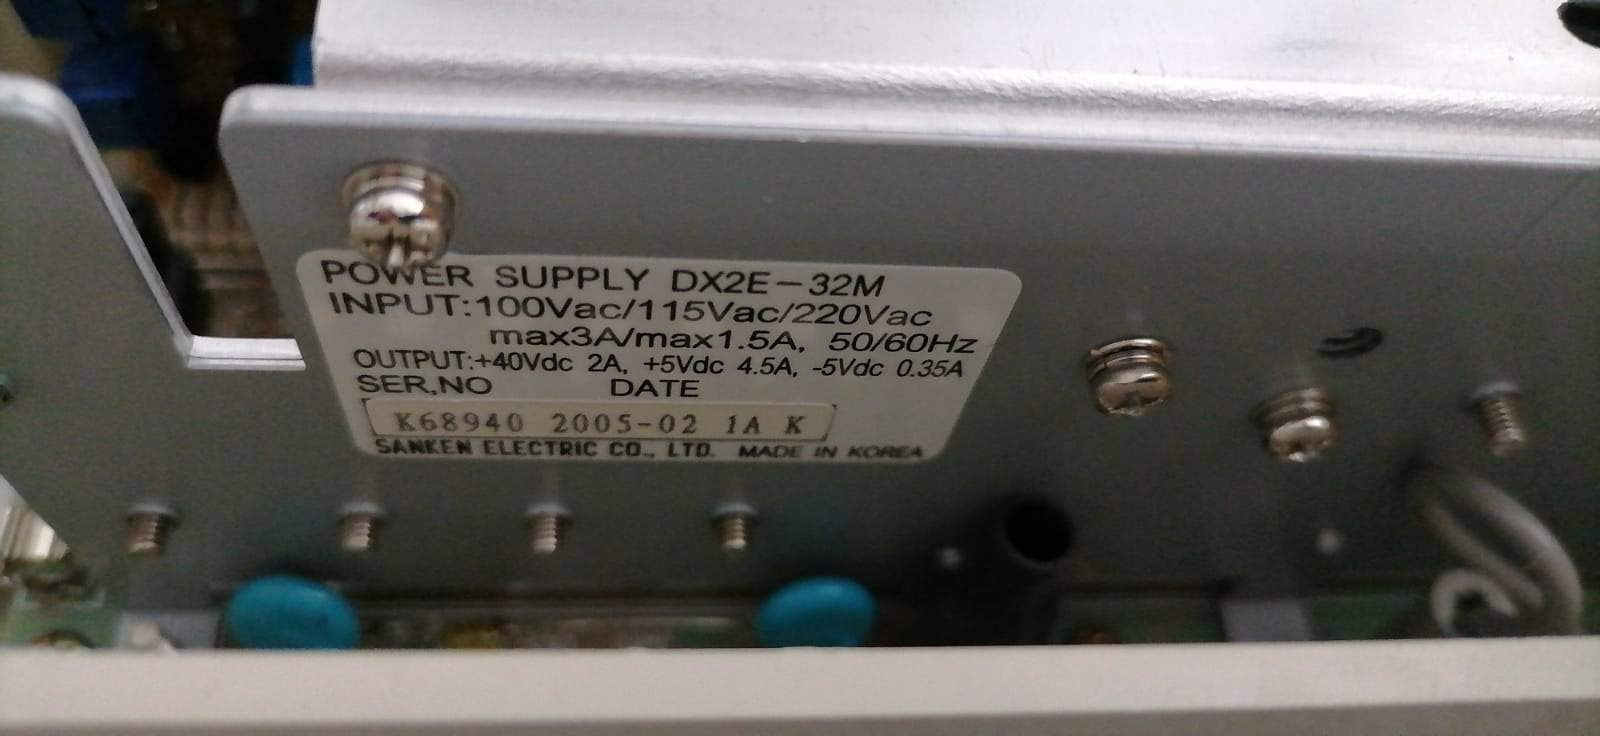 POWER SUPPLY DX2E-32M
INPUT:100Vac/115Vac/220Vac
max3A/max1.5A, 50/60Hz
OUTPUT:+40Vdc 2A, +5Vdc 4.5A, -5Vdc 0.35A
SER.NO DATE
K68940 2005-02 1A K
SANKEN ELECTRIC CO., LTD. MADE IN KOREA